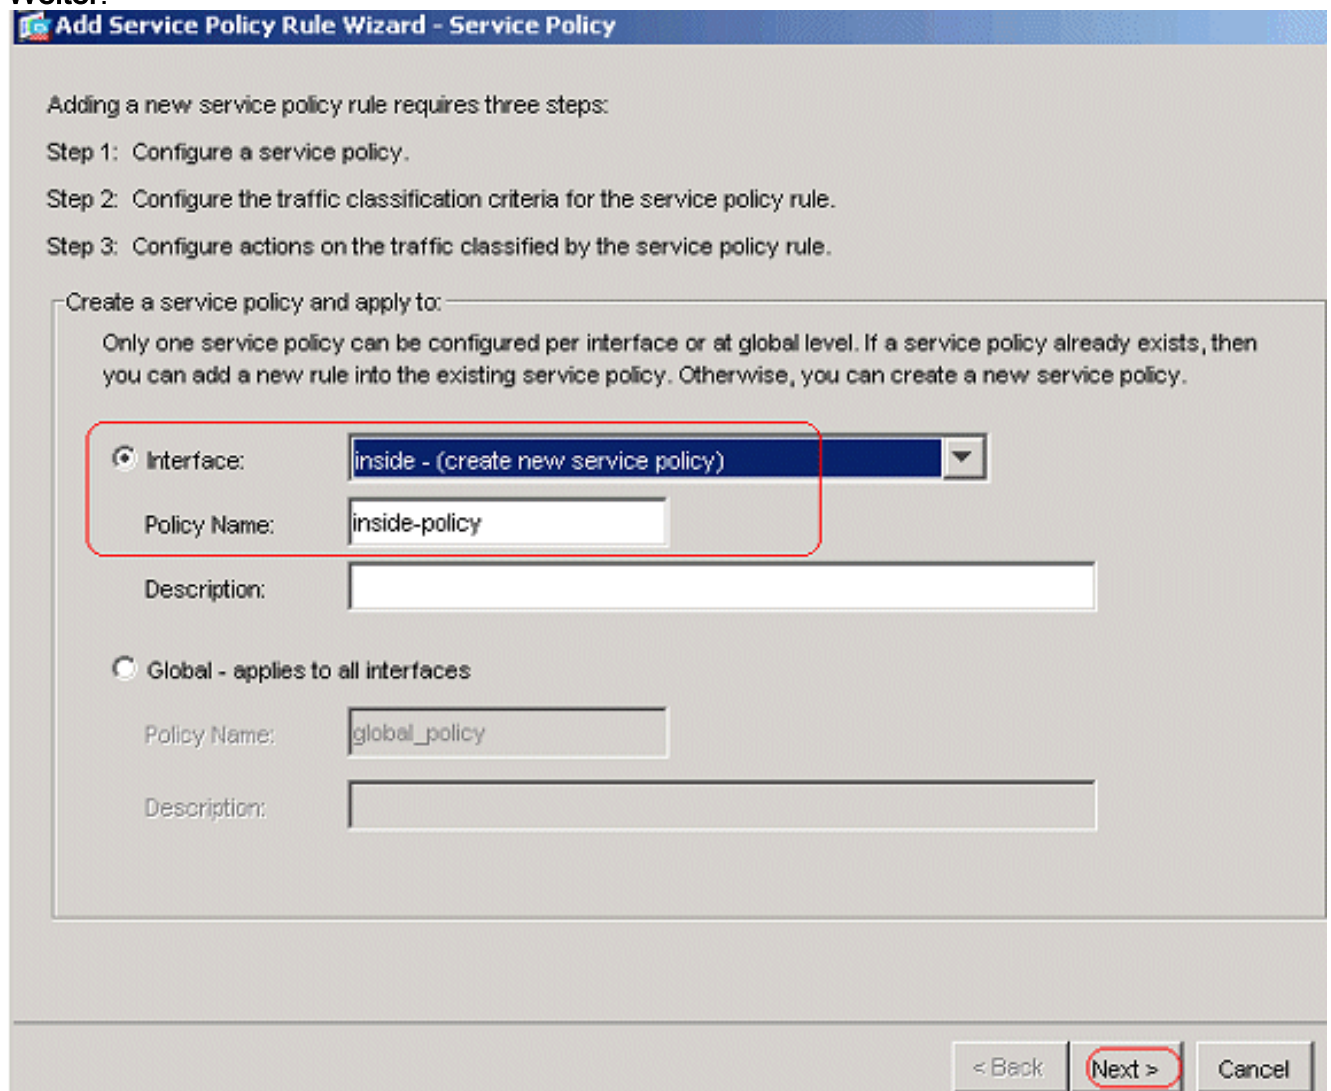 Weiter.
Add Service Policy Rule Wizard - Service Policy
Adding a new service policy rule requires three steps:
Step 1: Configure a service policy.
Step 2: Configure the traffic classification criteria for the service policy rule.
Step 3: Configure actions on the traffic classified by the service policy rule.
Create a service policy and apply to:
Only one service policy can be configured per interface or at global level. If a service policy already exists, then
you can add a new rule into the existing service policy. Otherwise, you can create a new service policy.
Interface: inside - (create new service policy)
Policy Name: inside-policy
Description:
Global - applies to all interfaces
Policy Name: global_policy
Description:
< Back Next > Cancel